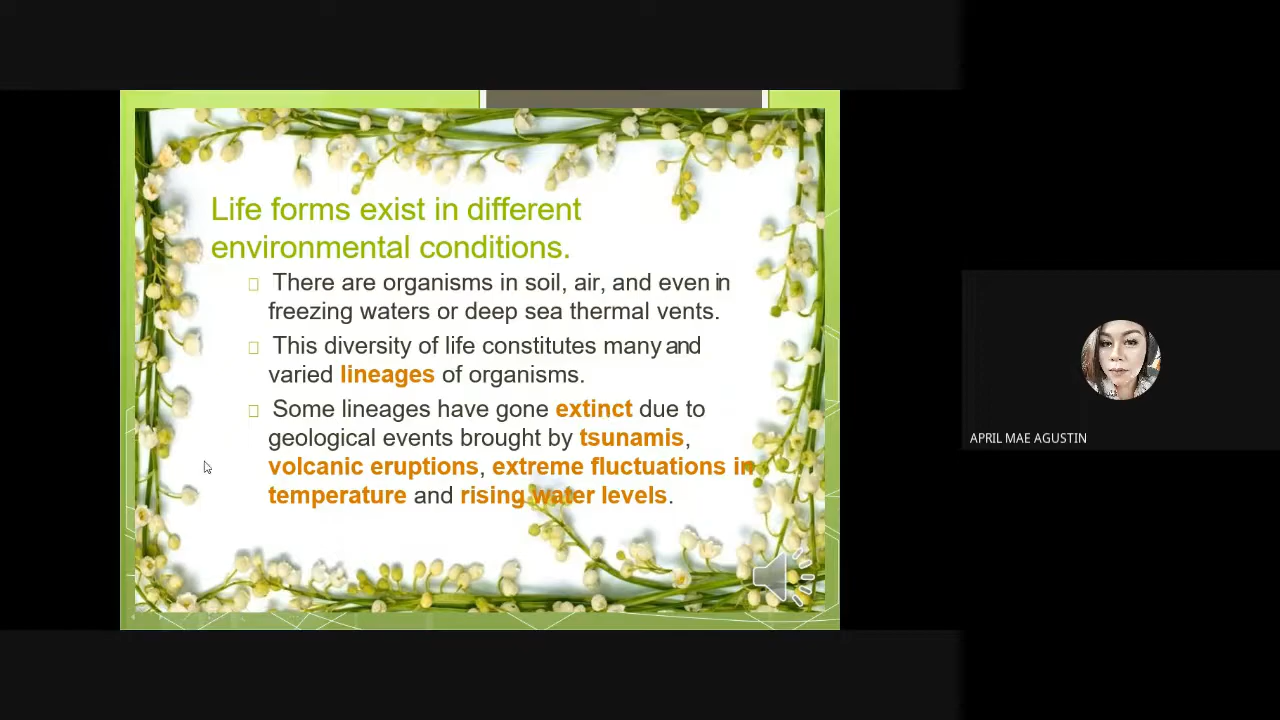 Life forms exist in different
environmental conditions.
There are organisms in soil, air, and even in
freezing waters or deep sea thermal vents.
This diversity of life constitutes many and
varied lineages of organisms.
Some lineages have gone extinct due to
geological events brought by tsunamis,
volcanic eruptions, extreme fluctuations in
temperature and rising water levels.
APRIL MAE AGUSTIN